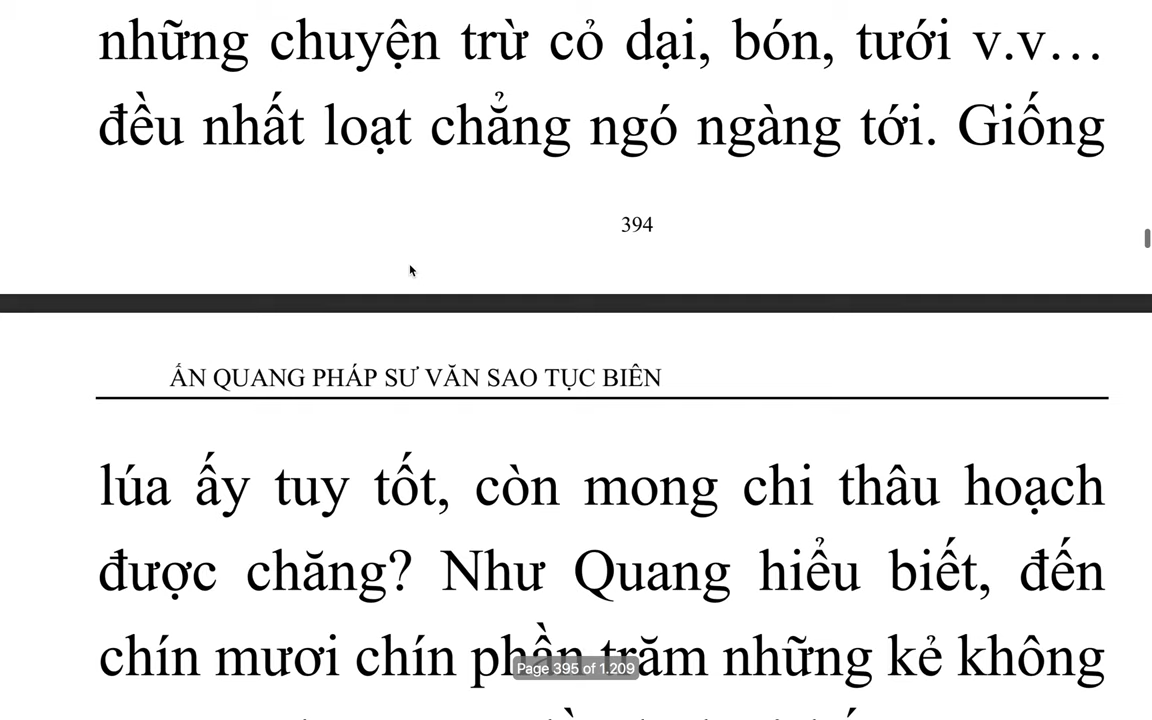 những chuyện trừ cỏ dại, bón, tưới v.v…
đều nhất loạt chẳng ngó ngàng tới. Giống
394
ẤN QUANG PHÁP SƯ VĂN SAO TỤC BIÊN
lúa ấy tuy tốt, còn mong chi thâu hoạch
được chăng? Như Quang hiểu biết, đến
chín mươi chín phần trăm những kẻ không
Page 395 of 1.209